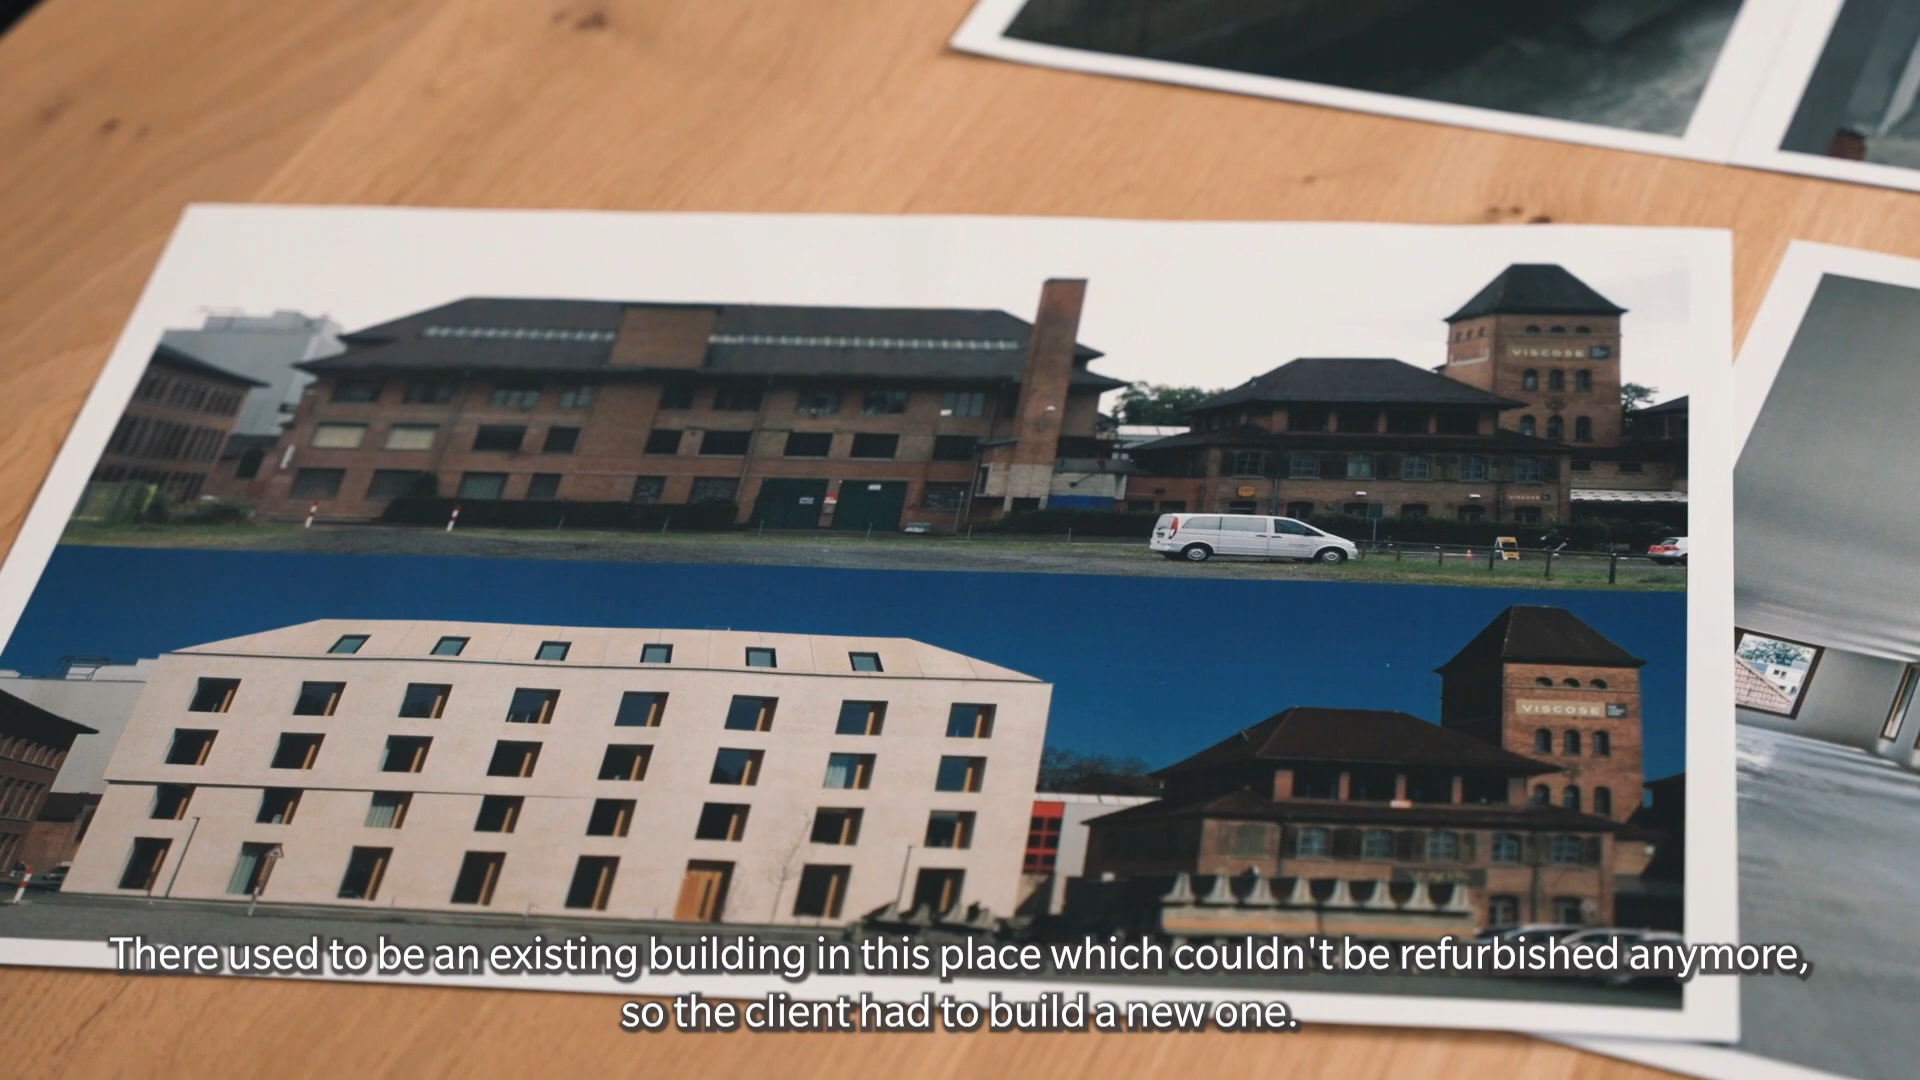 VISCOSE
VISCOSE
There used to be an existing building in this place which couldn't be refurbished anymore,
so the client had to build a new one.